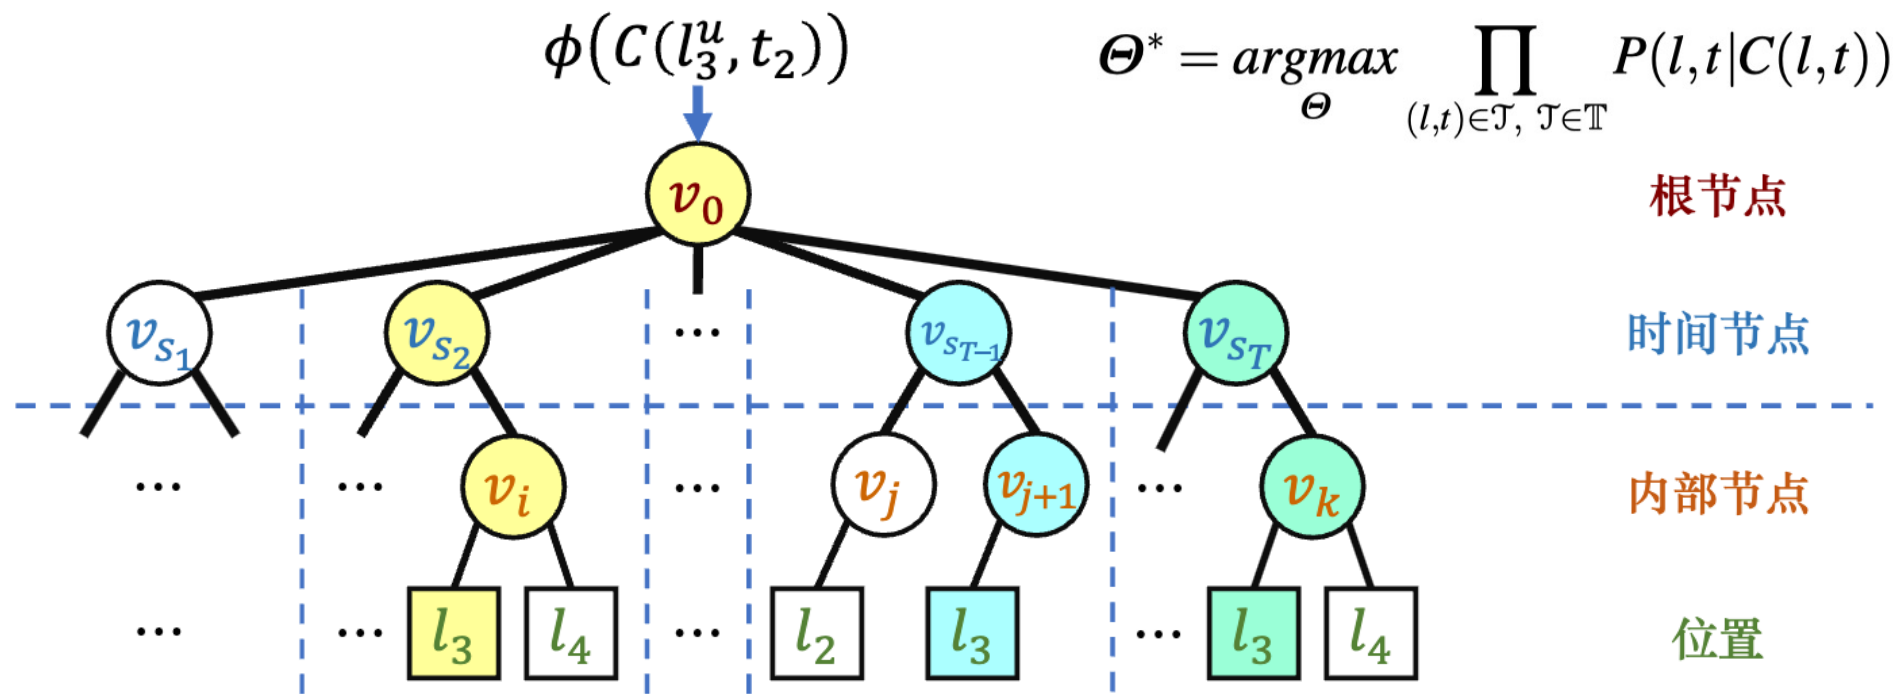 ϕ(C(l₃ᵘ, t₂))
Θ* = argmax_Θ ∏_{(l,t)∈𝒯, 𝒯∈𝕋} P(l,t|C(l,t))
v₀
根节点
v_{s₁} v_{s₂} ... v_{s_{T−1}} v_{s_T}
时间节点
... ... v_i ... v_j v_{j+1} ... v_k
内部节点
... ... l₃ l₄ ... l₂ l₃ ... l₃ l₄
位置